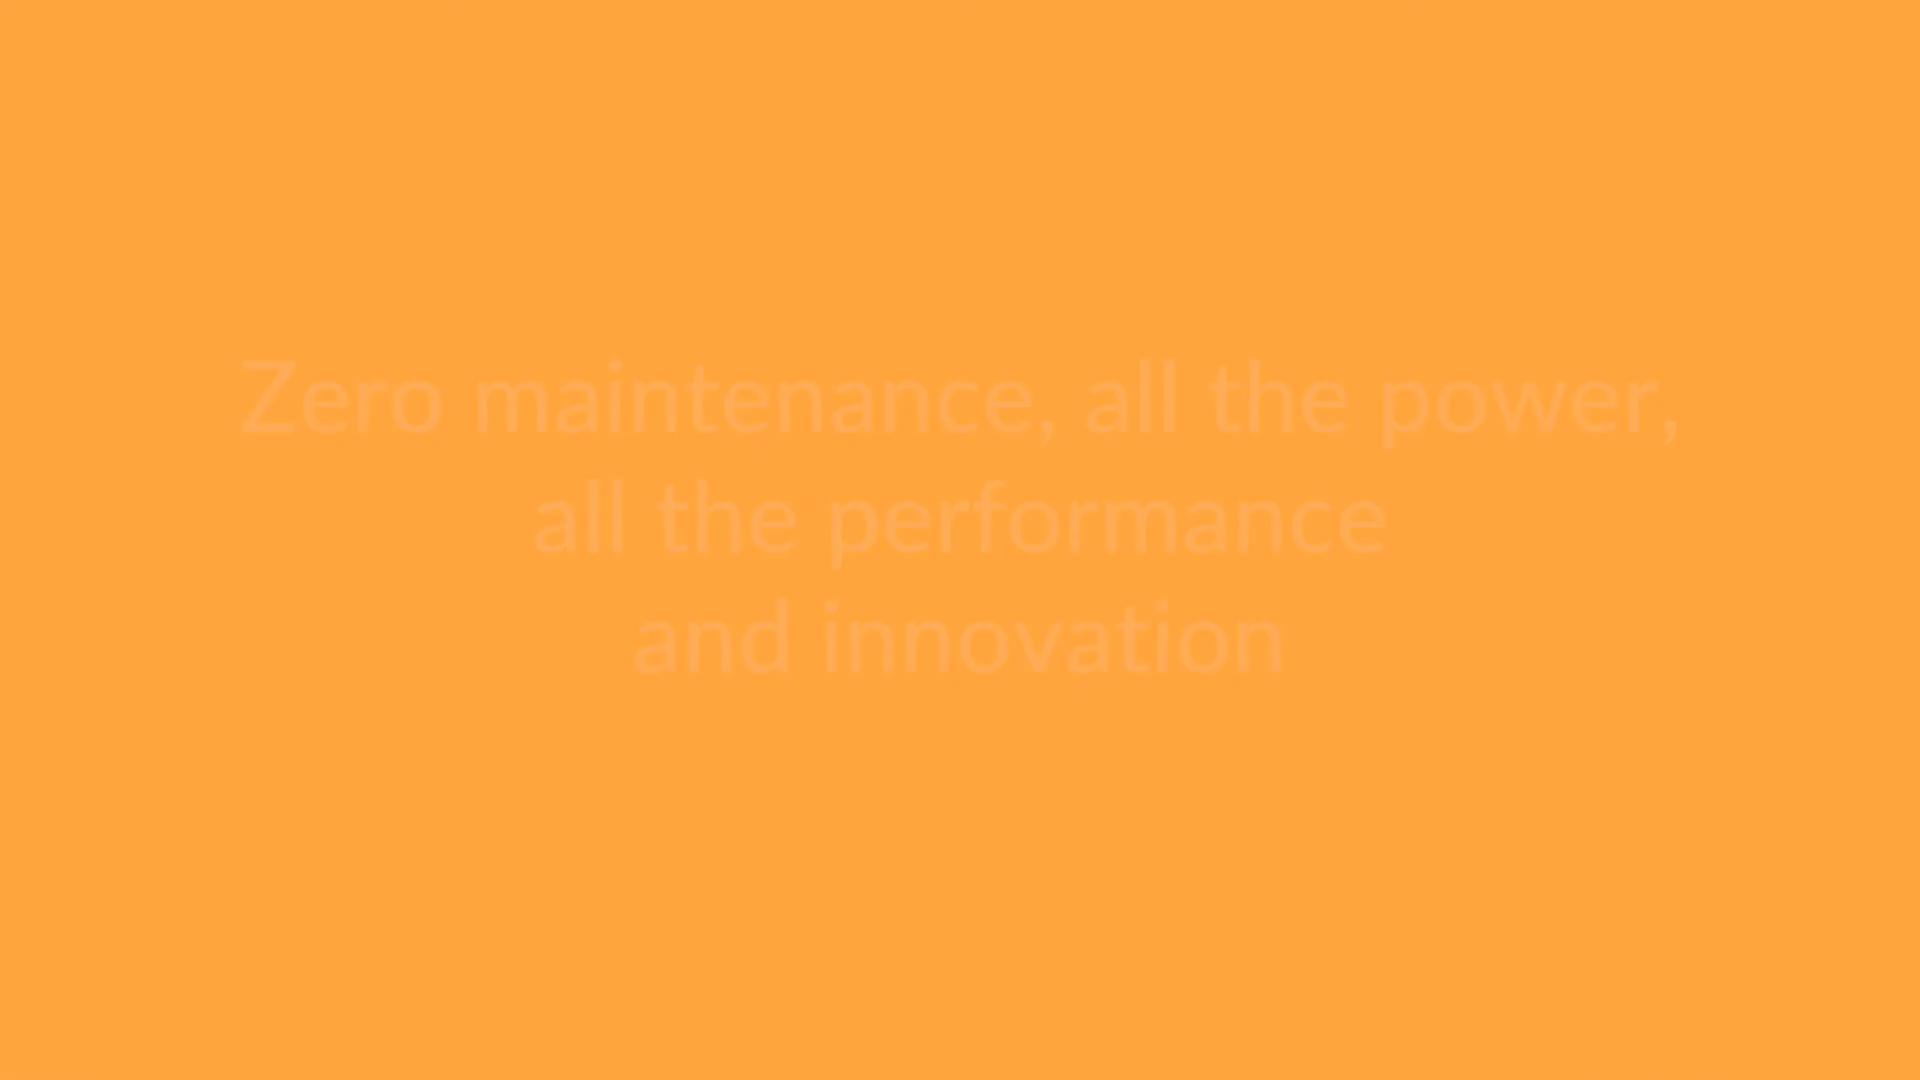 Zero maintenance, all the power,
all the performance
and innovation